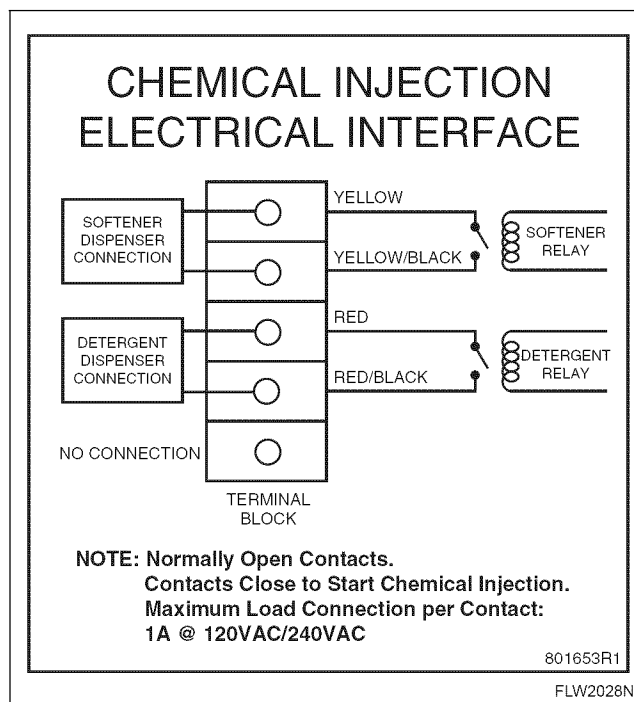 CHEMICAL INJECTION
ELECTRICAL INTERFACE
SOFTENER
DISPENSER
CONNECTION
YELLOW
YELLOW/BLACK
SOFTENER
RELAY
DETERGENT
DISPENSER
CONNECTION
RED
RED/BLACK
DETERGENT
RELAY
NO CONNECTION
TERMINAL
BLOCK
NOTE: Normally Open Contacts.
Contacts Close to Start Chemical Injection.
Maximum Load Connection per Contact:
1A @ 120VAC/240VAC
801653R1
FLW2028N